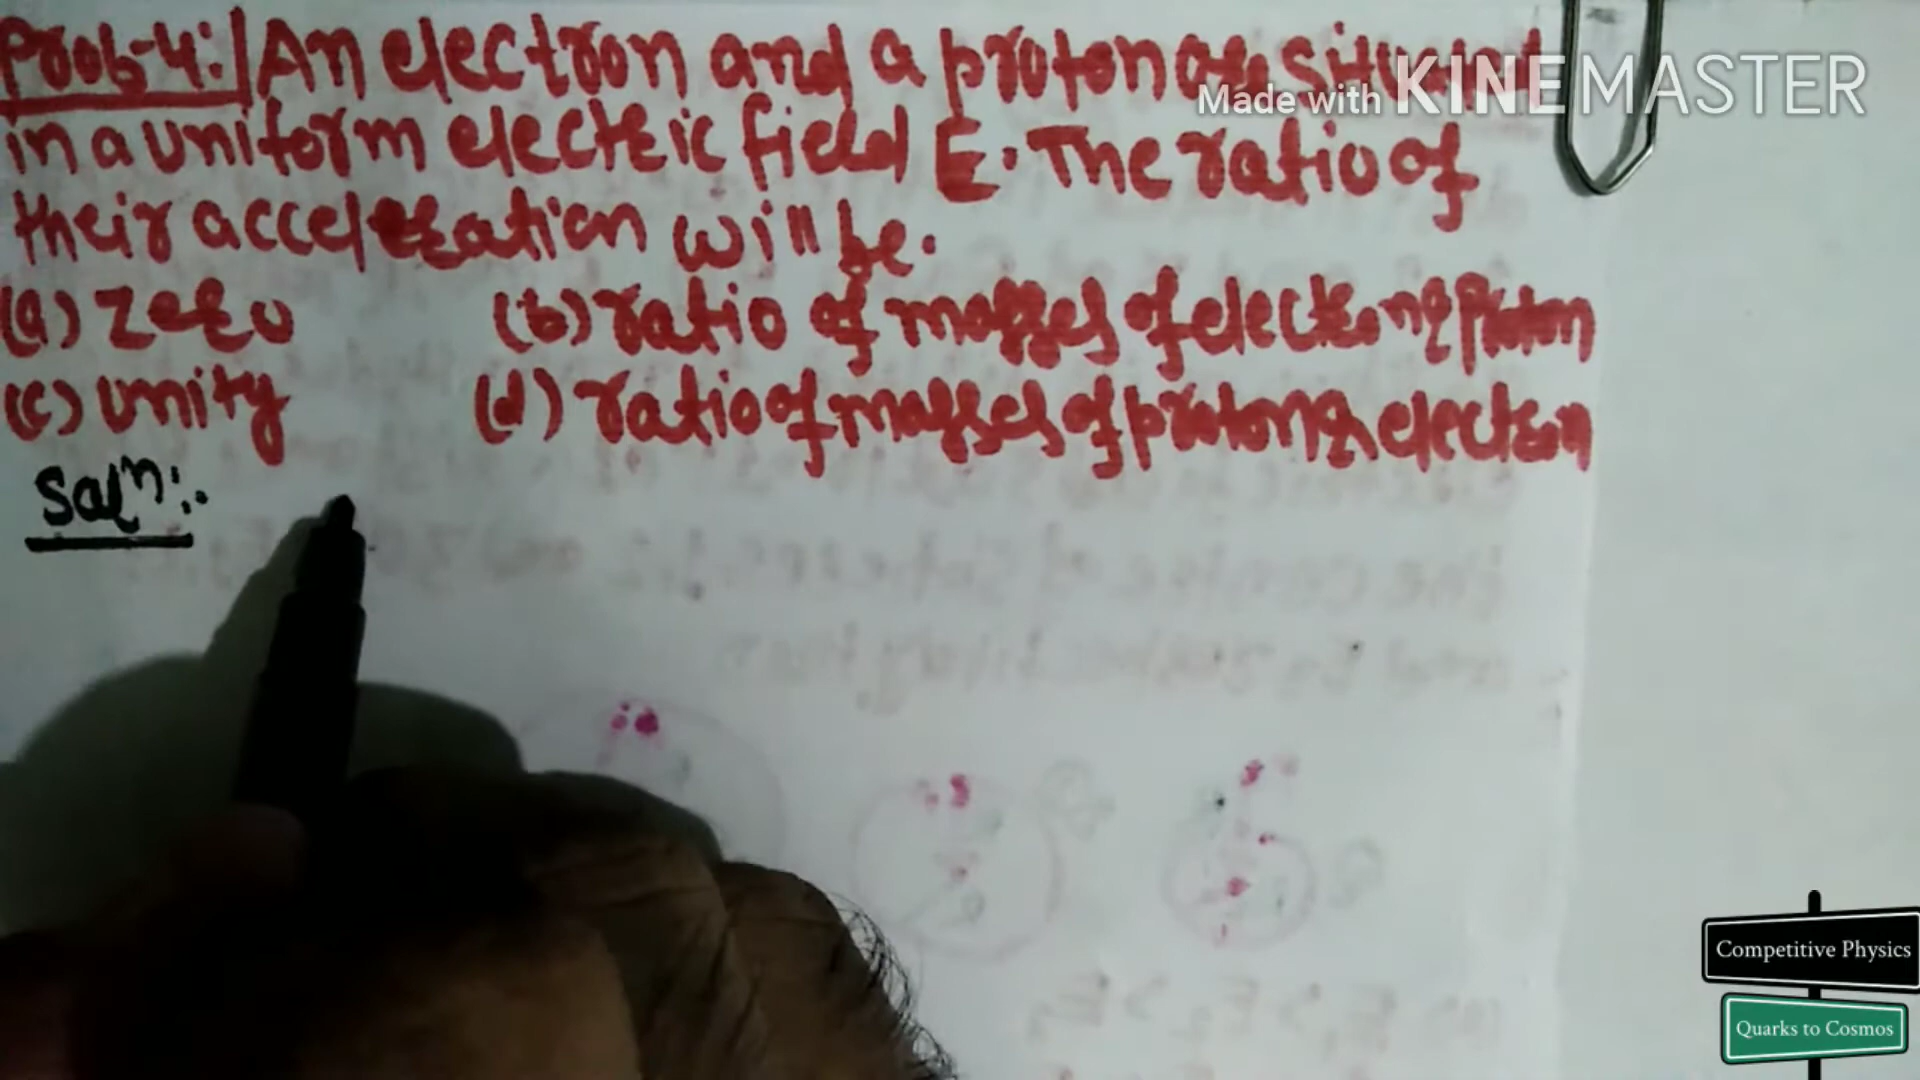 Prob-4:/An electron and a proton are situated
Made with KINEMASTER
in a uniform electric field E. The ratio of
their acceleration will be.
(a) zero (b) ratio of masses of electron & proton
(c) unity (d) ratio of masses of proton & electron
Solⁿ:.
Competitive Physics
Quarks to Cosmos